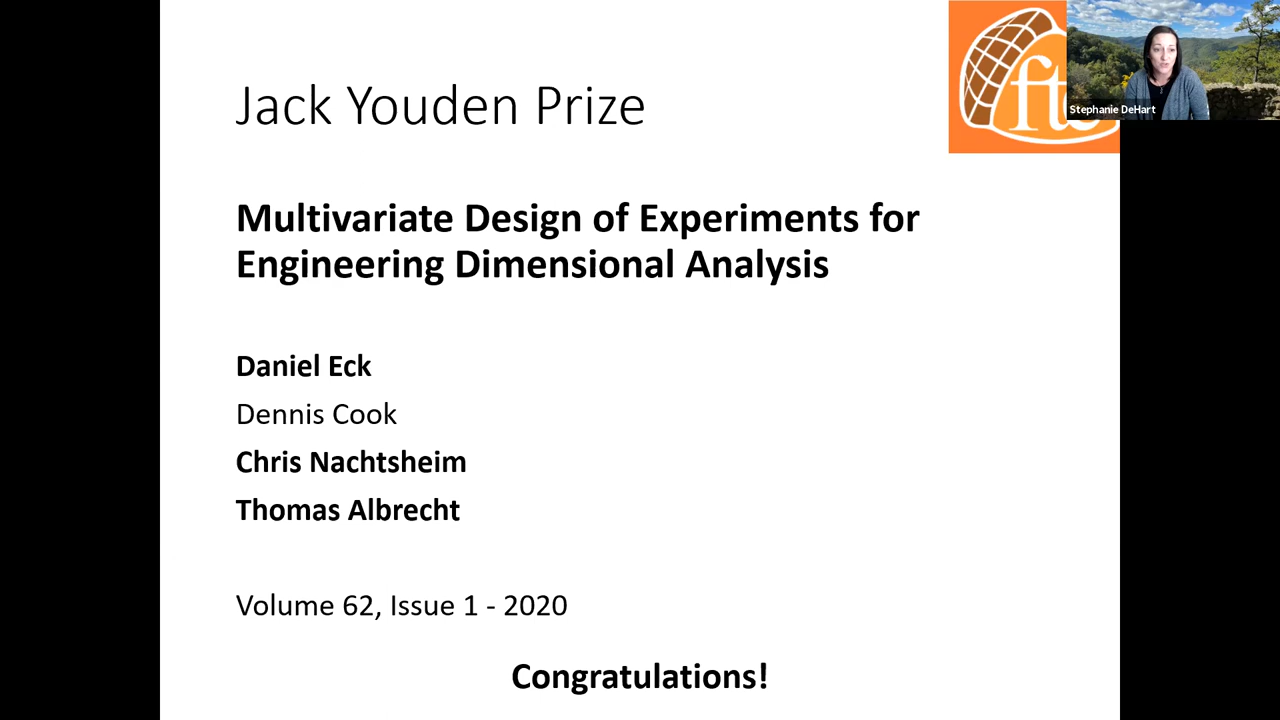 Jack Youden Prize
Stephanie DeHart
Multivariate Design of Experiments for
Engineering Dimensional Analysis
Daniel Eck
Dennis Cook
Chris Nachtsheim
Thomas Albrecht
Volume 62, Issue 1 - 2020
Congratulations!